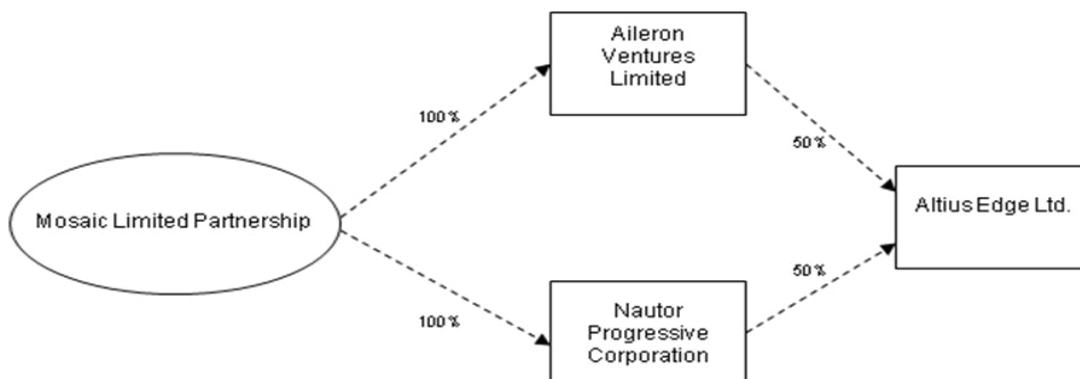 Aileron
Ventures
Limited
100%
50%
Mosaic Limited Partnership
Altius Edge Ltd.
100%
50%
Nautor
Progressive
Corporation